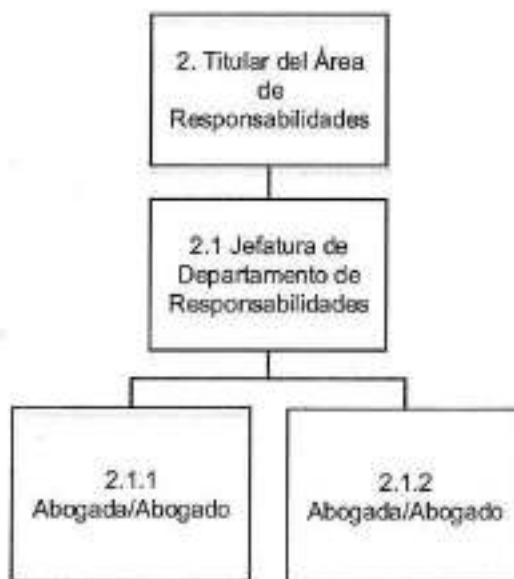 2. Titular del Área
de
Responsabilidades
2.1 Jefatura de
Departamento de
Responsabilidades
2.1.1
Abogada/Abogado
2.1.2
Abogada/Abogado